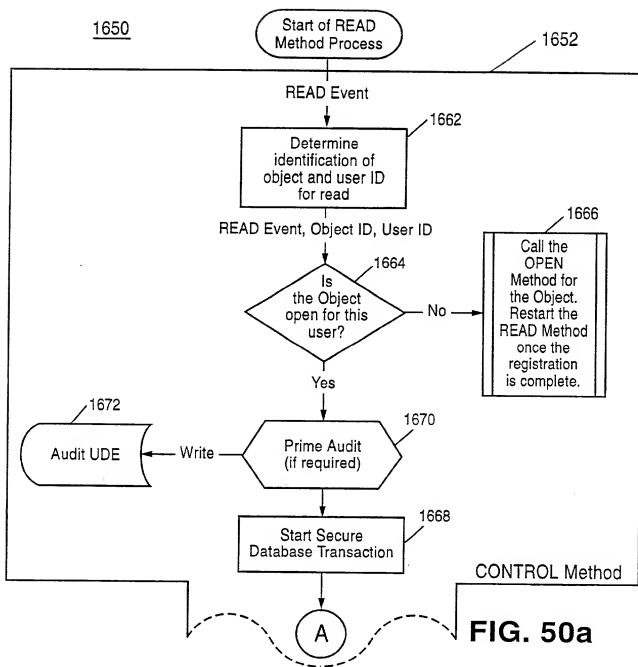 1650
Start of READ
Method Process
1652
READ Event
1662
Determine
identification of
object and user ID
for read
READ Event, Object ID, User ID
1664
Is
the Object
open for this
user?
No
1666
Call the
OPEN
Method for
the Object.
Restart the
READ Method
once the
registration
is complete.
Yes
1672
Audit UDE
Write
1670
Prime Audit
(if required)
1668
Start Secure
Database Transaction
CONTROL Method
A
FIG. 50a